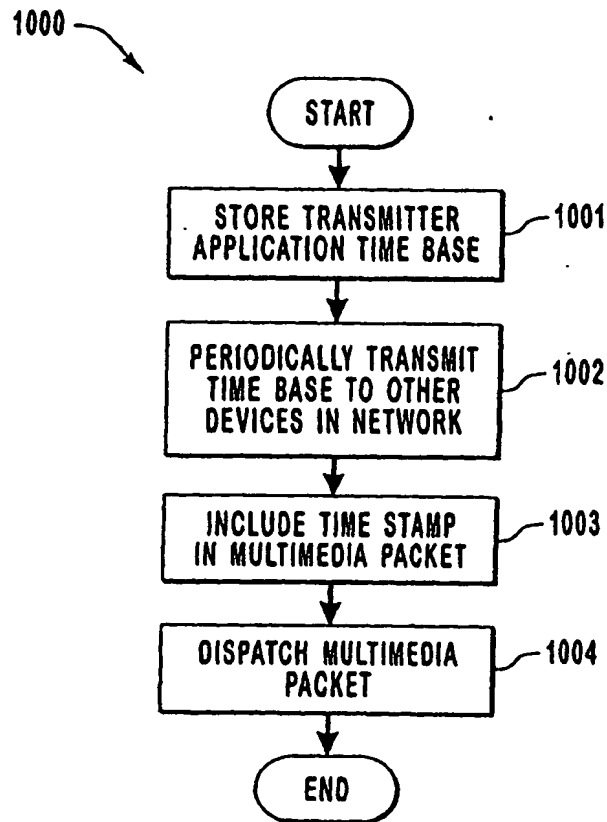 1000
START
STORE TRANSMITTER
APPLICATION TIME BASE
1001
PERIODICALLY TRANSMIT
TIME BASE TO OTHER
DEVICES IN NETWORK
1002
INCLUDE TIME STAMP
IN MULTIMEDIA PACKET
1003
DISPATCH MULTIMEDIA
PACKET
1004
END